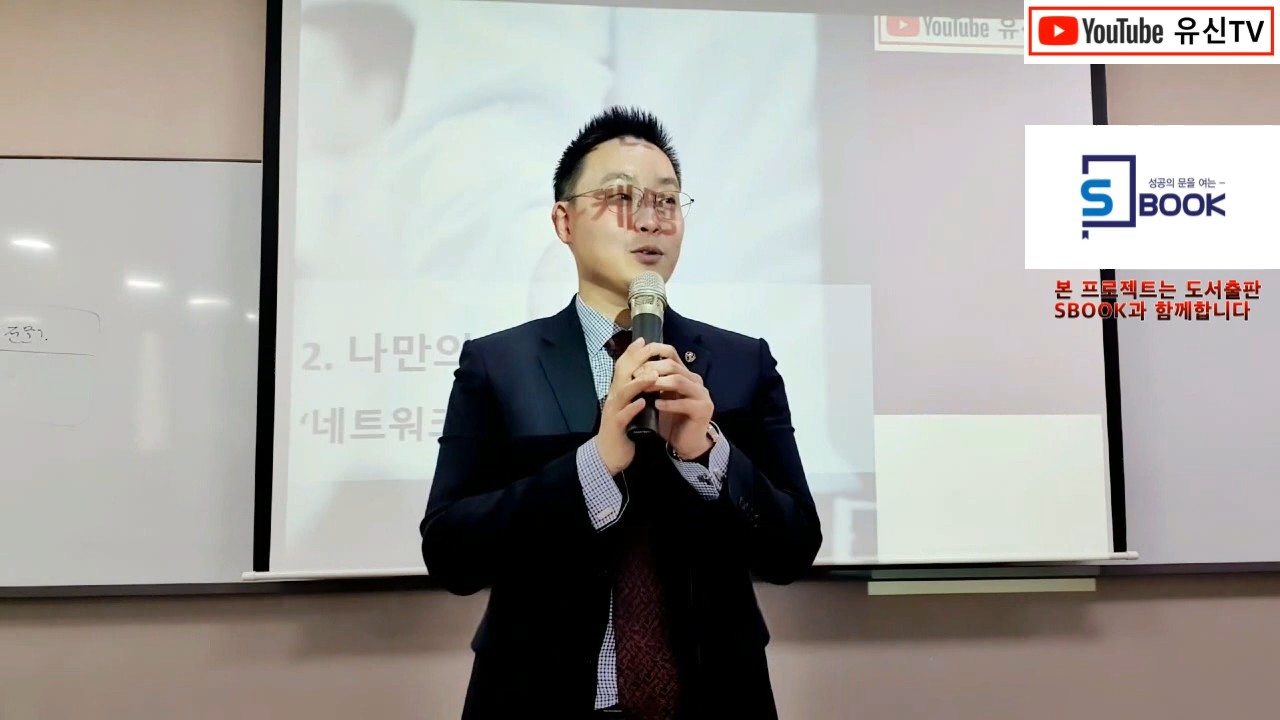 YouTube 유신TV
YouTube 유
성공의 문을 여는 –
S BOOK
본 프로젝트는 도서출판
SBOOK과 함께합니다
2. 나만의
‘네트워크